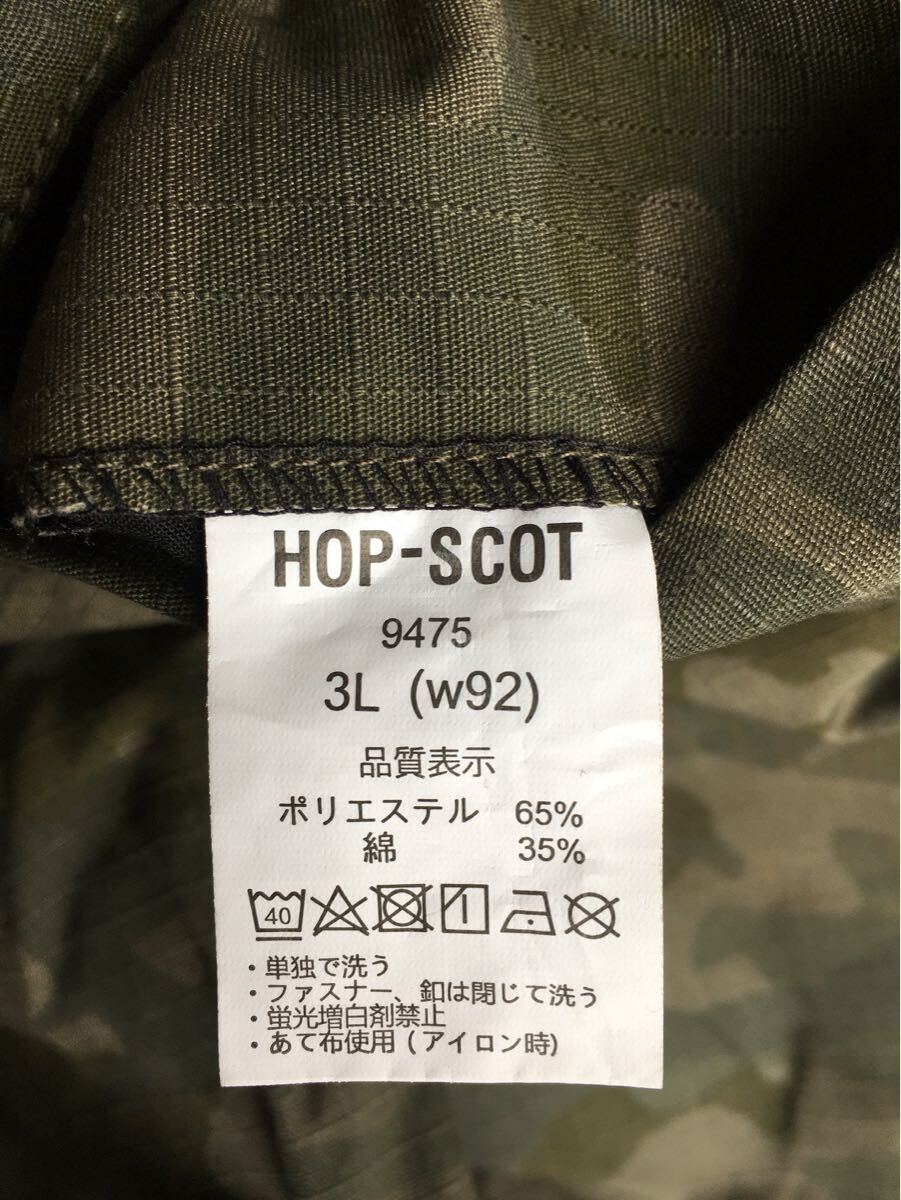 HOP-SCOT
9475
3L (w92)
品質表示
ポリエステル 65%
綿 35%
40
・単独で洗う
・ファスナー、釦は閉じて洗う
・蛍光増白剤禁止
・あて布使用 (アイロン時)